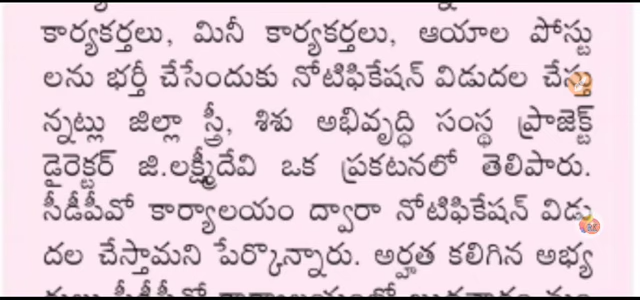 కార్యకర్తలు, మినీ కార్యకర్తలు, ఆయాల పోస్టు
లను భర్తీ చేసేందుకు నోటిఫికేషన్ విడుదల చేస్తు
న్నట్లు జిల్లా స్త్రీ, శిశు అభివృద్ధి సంస్థ ప్రాజెక్ట్
డైరెక్టర్ జి.లక్ష్మీదేవి ఒక ప్రకటనలో తెలిపారు.
సీడీపీవో కార్యాలయం ద్వారా నోటిఫికేషన్ విడు
దల చేస్తామని పేర్కొన్నారు. అర్హత కలిగిన అభ్య